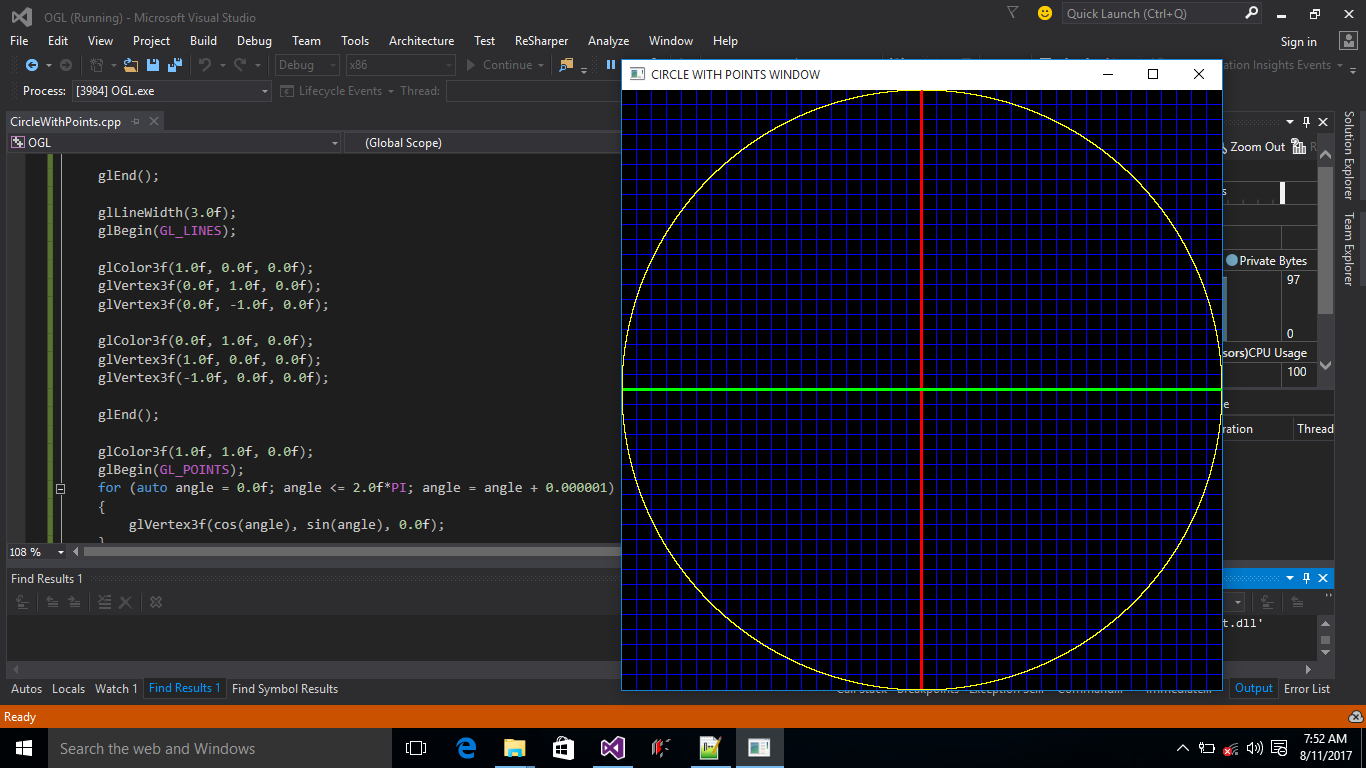 OGL (Running) - Microsoft Visual Studio
Quick Launch (Ctrl+Q)
File Edit View Project Build Debug Team Tools Architecture Test ReSharper Analyze Window Help
Sign in
Debug x86 Continue
Insights Events
Process: [3984] OGL.exe Lifecycle Events Thread:
CIRCLE WITH POINTS WINDOW
CircleWithPoints.cpp
OGL (Global Scope)
glEnd();
glLineWidth(3.0f);
glBegin(GL_LINES);
glColor3f(1.0f, 0.0f, 0.0f);
glVertex3f(0.0f, 1.0f, 0.0f);
glVertex3f(0.0f, -1.0f, 0.0f);
glColor3f(0.0f, 1.0f, 0.0f);
glVertex3f(1.0f, 0.0f, 0.0f);
glVertex3f(-1.0f, 0.0f, 0.0f);
glEnd();
glColor3f(1.0f, 1.0f, 0.0f);
glBegin(GL_POINTS);
for (auto angle = 0.0f; angle <= 2.0f*PI; angle = angle + 0.000001)
{
glVertex3f(cos(angle), sin(angle), 0.0f);
}
108 %
Zoom Out
Private Bytes
97
0
sors)CPU Usage
100
Thread
Solution Explorer
Team Explorer
Find Results 1
t.dll'
Autos Locals Watch 1 Find Results 1 Find Symbol Results
Output Error List
Ready
Search the web and Windows
7:52 AM
8/11/2017